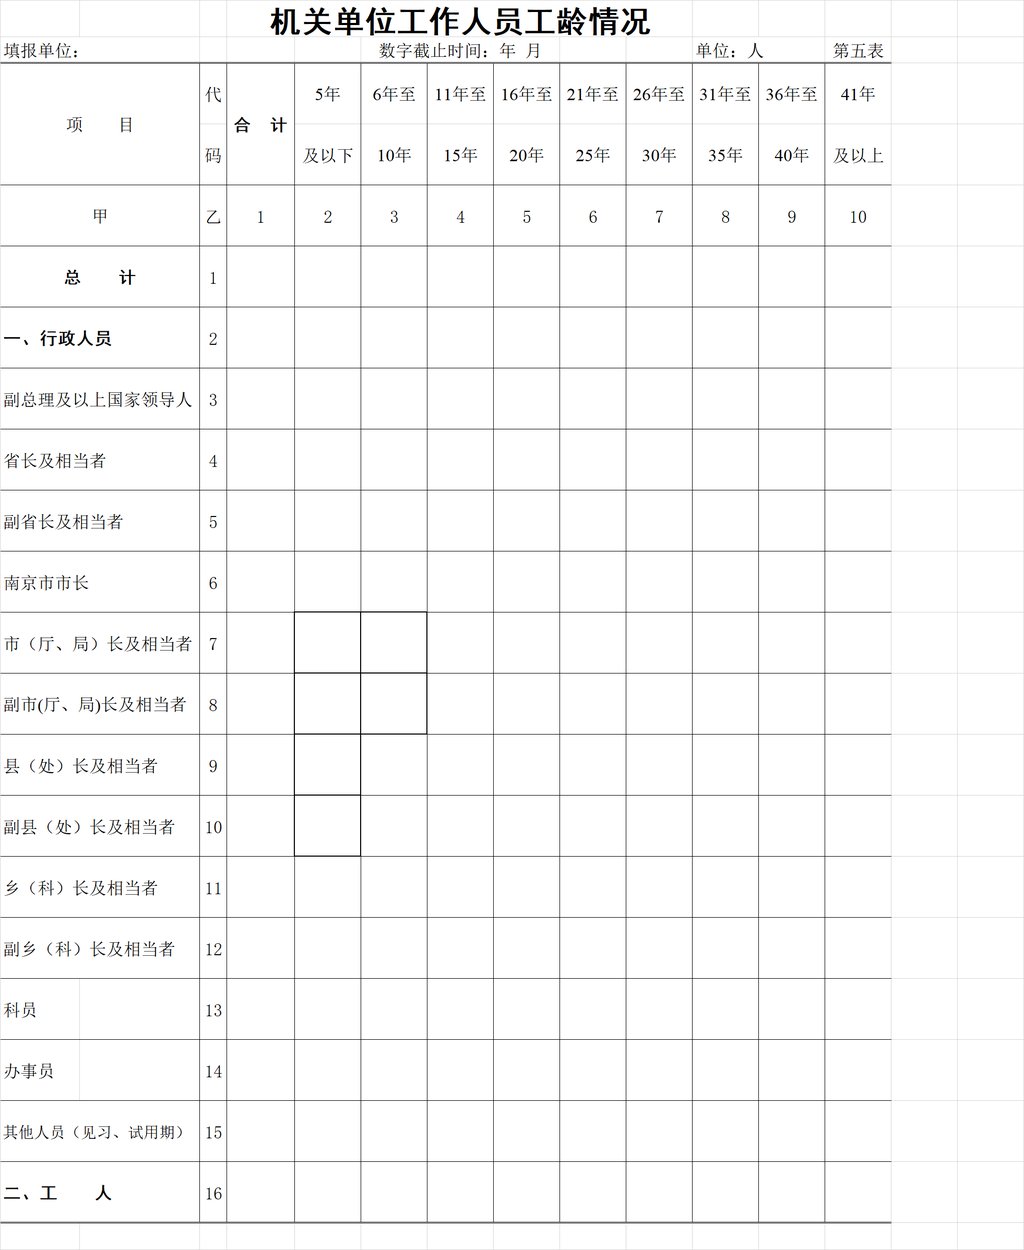 机关单位工作人员工龄情况
填报单位： 数字截止时间：年 月 单位：人 第五表
项 目 代码 合 计 5年及以下 6年至10年 11年至15年 16年至20年 21年至25年 26年至30年 31年至35年 36年至40年 41年及以上
甲 乙 1 2 3 4 5 6 7 8 9 10
总 计 1
一、行政人员 2
副总理及以上国家领导人 3
省长及相当者 4
副省长及相当者 5
南京市市长 6
市（厅、局）长及相当者 7
副市(厅、局)长及相当者 8
县（处）长及相当者 9
副县（处）长及相当者 10
乡（科）长及相当者 11
副乡（科）长及相当者 12
科员 13
办事员 14
其他人员（见习、试用期） 15
二、工 人 16